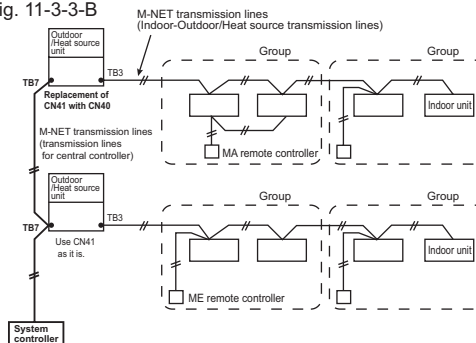 ig. 11-3-3-B
M-NET transmission lines
(Indoor-Outdoor/Heat source transmission lines)
Outdoor
/Heat source
unit
Group
Group
TB7
TB3
Replacement of
CN41 with CN40
Indoor unit
M-NET transmission lines
(transmission lines
for central controller)
MA remote controller
Outdoor
/Heat source
unit
Group
Group
TB3
TB7
Use CN41
as it is.
Indoor unit
ME remote controller
System
controller